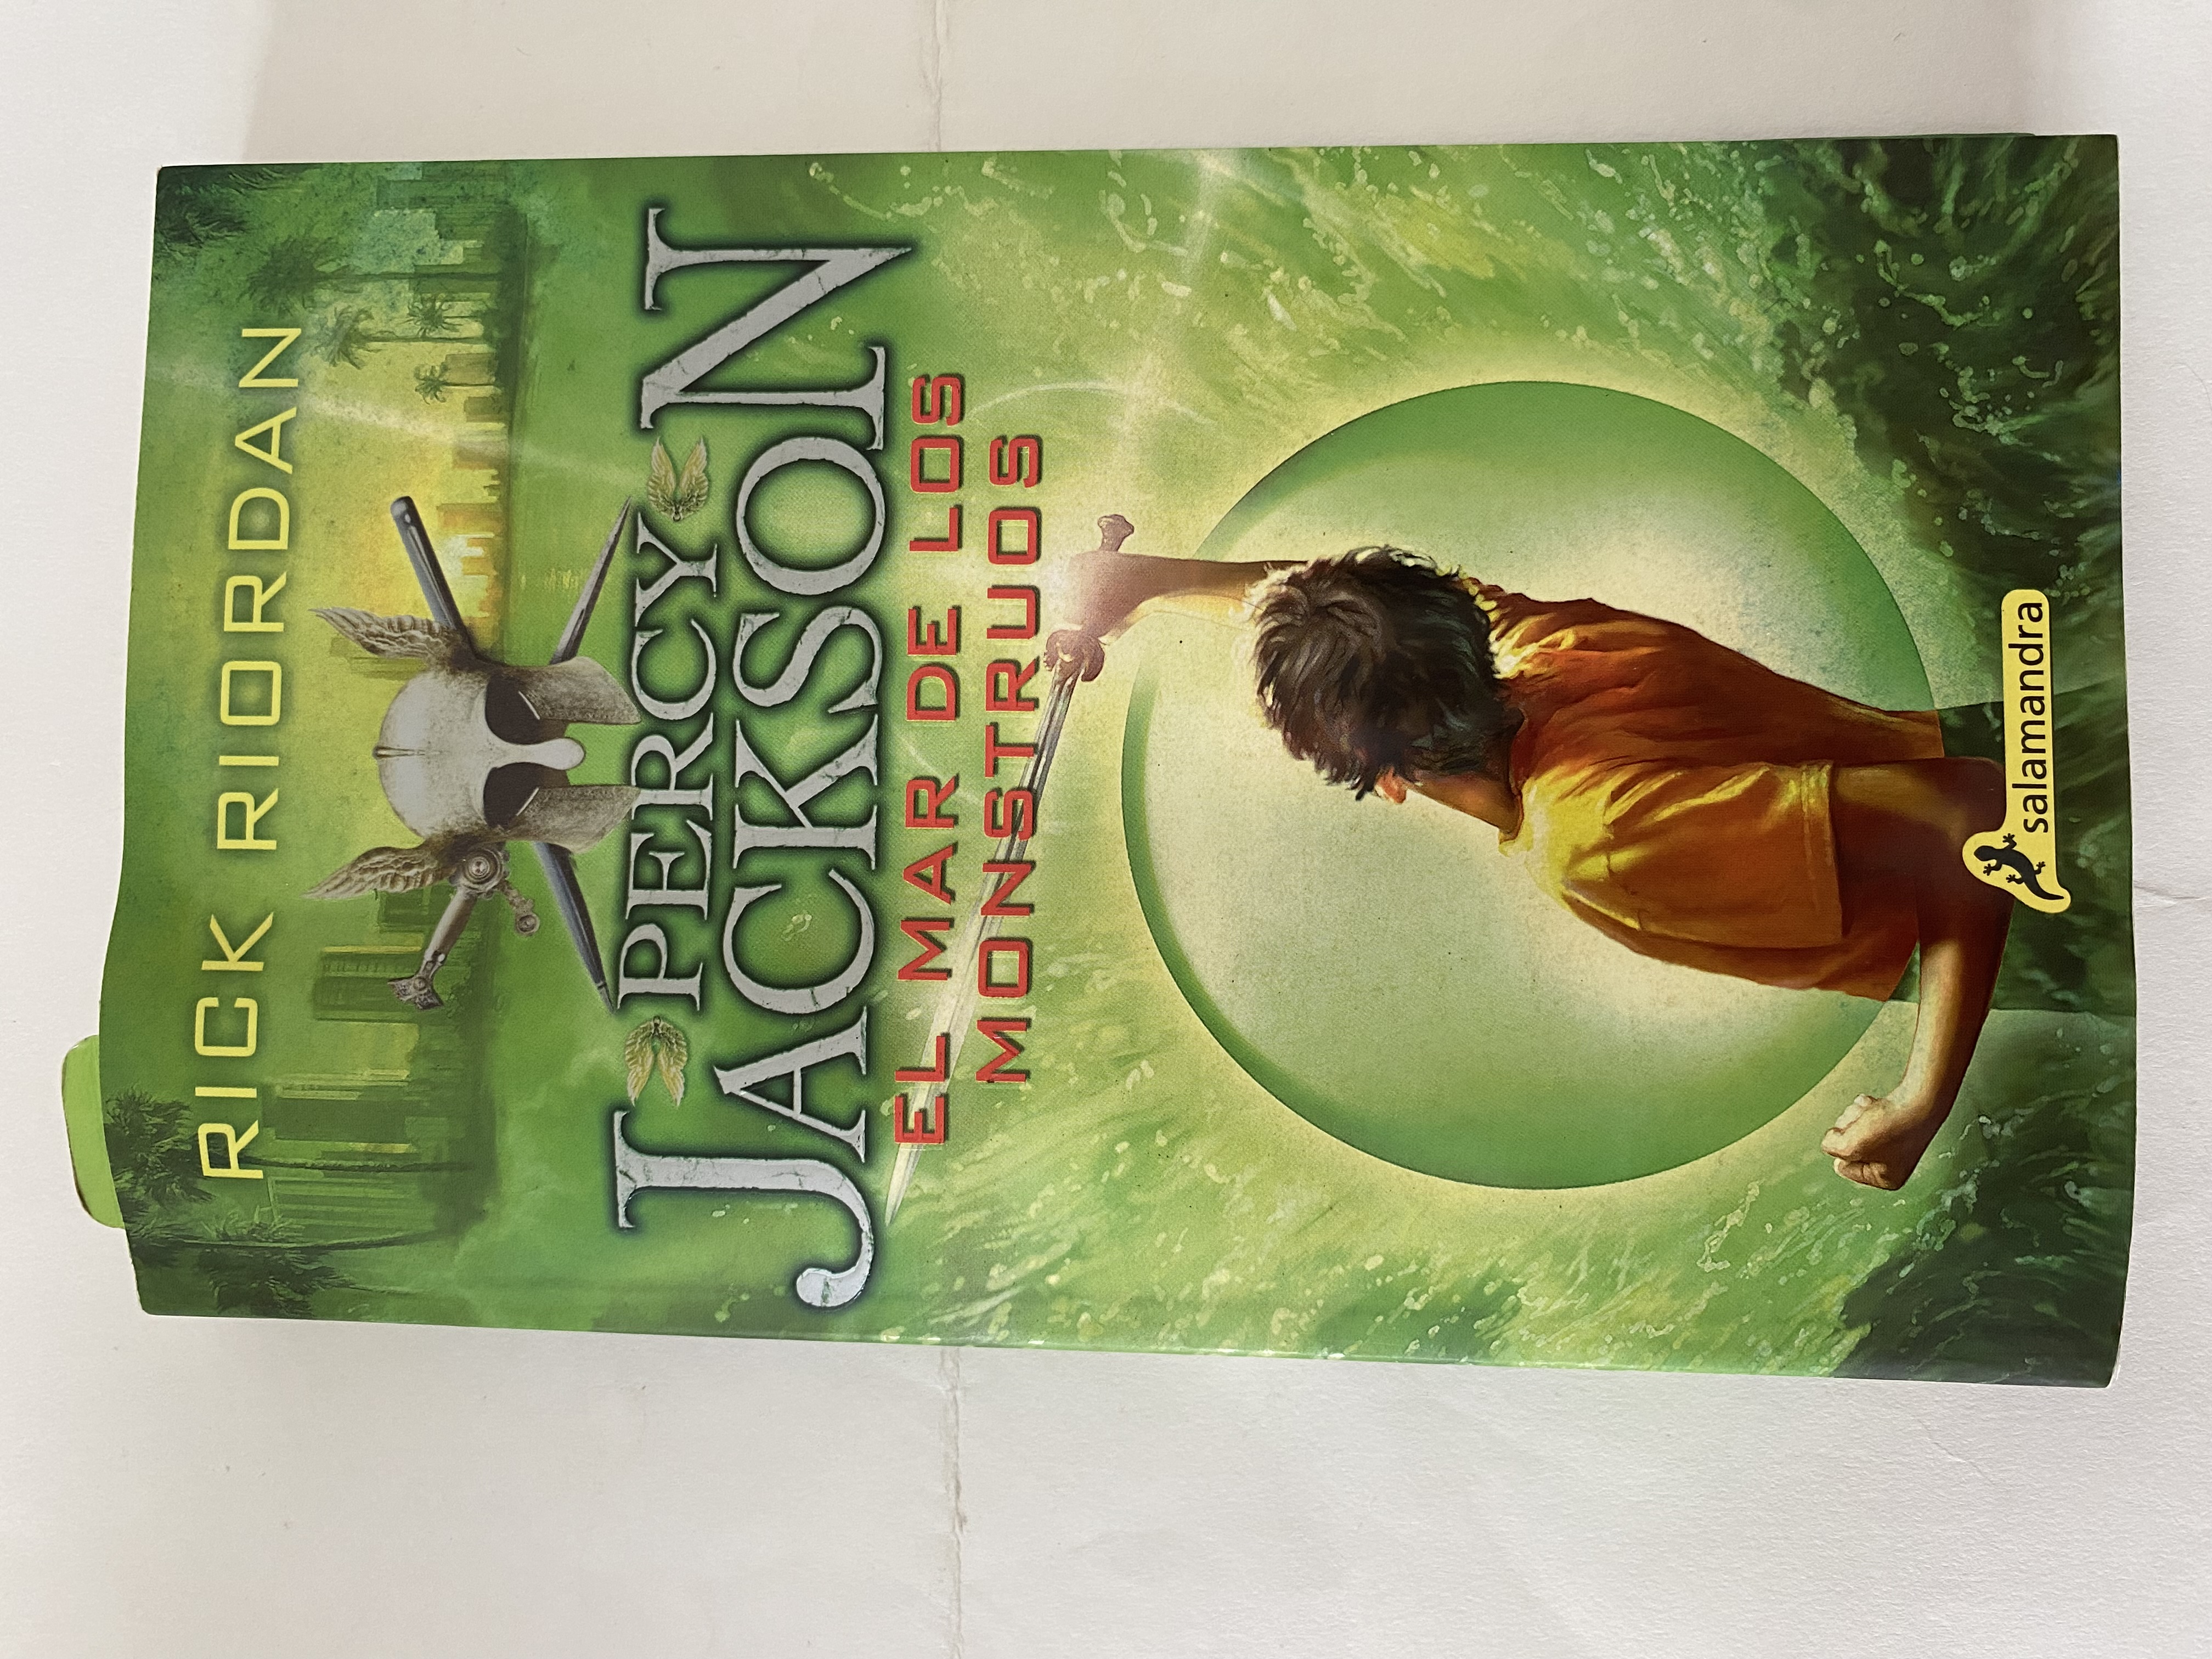 RICK RIORDAN
PERCY
JACKSON
EL MAR DE LOS
MONSTRUOS
salamandra